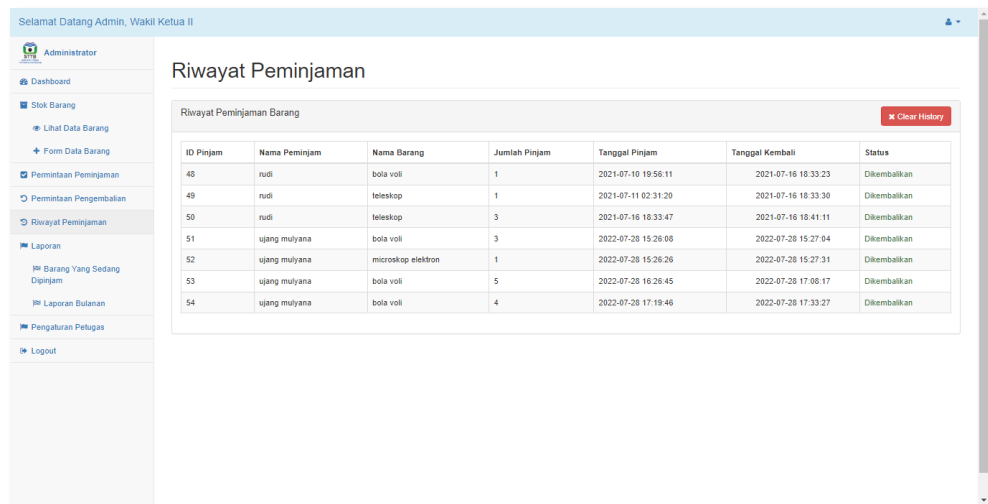 Selamat Datang Admin, Wakil Ketua II
STTB
Administrator
Dashboard
Stok Barang
Lihat Data Barang
Form Data Barang
Permintaan Peminjaman
Permintaan Pengembalian
Riwayat Peminjaman
Laporan
Barang Yang Sedang
Dipinjam
Laporan Bulanan
Pengaturan Petugas
Logout
Riwayat Peminjaman
Riwayat Peminjaman Barang
Clear History
ID Pinjam Nama Peminjam Nama Barang Jumlah Pinjam Tanggal Pinjam Tanggal Kembali Status
48 rudi bola voli 1 2021-07-10 19:56:11 2021-07-16 18:33:23 Dikembalikan
49 rudi teleskop 1 2021-07-11 02:31:20 2021-07-16 18:33:30 Dikembalikan
50 rudi teleskop 3 2021-07-16 18:33:47 2021-07-16 18:41:11 Dikembalikan
51 ujang mulyana bola voli 3 2022-07-28 15:26:08 2022-07-28 15:27:04 Dikembalikan
52 ujang mulyana microskop elektron 1 2022-07-28 15:26:26 2022-07-28 15:27:31 Dikembalikan
53 ujang mulyana bola voli 5 2022-07-28 16:26:45 2022-07-28 17:08:17 Dikembalikan
54 ujang mulyana bola voli 4 2022-07-28 17:19:46 2022-07-28 17:33:27 Dikembalikan